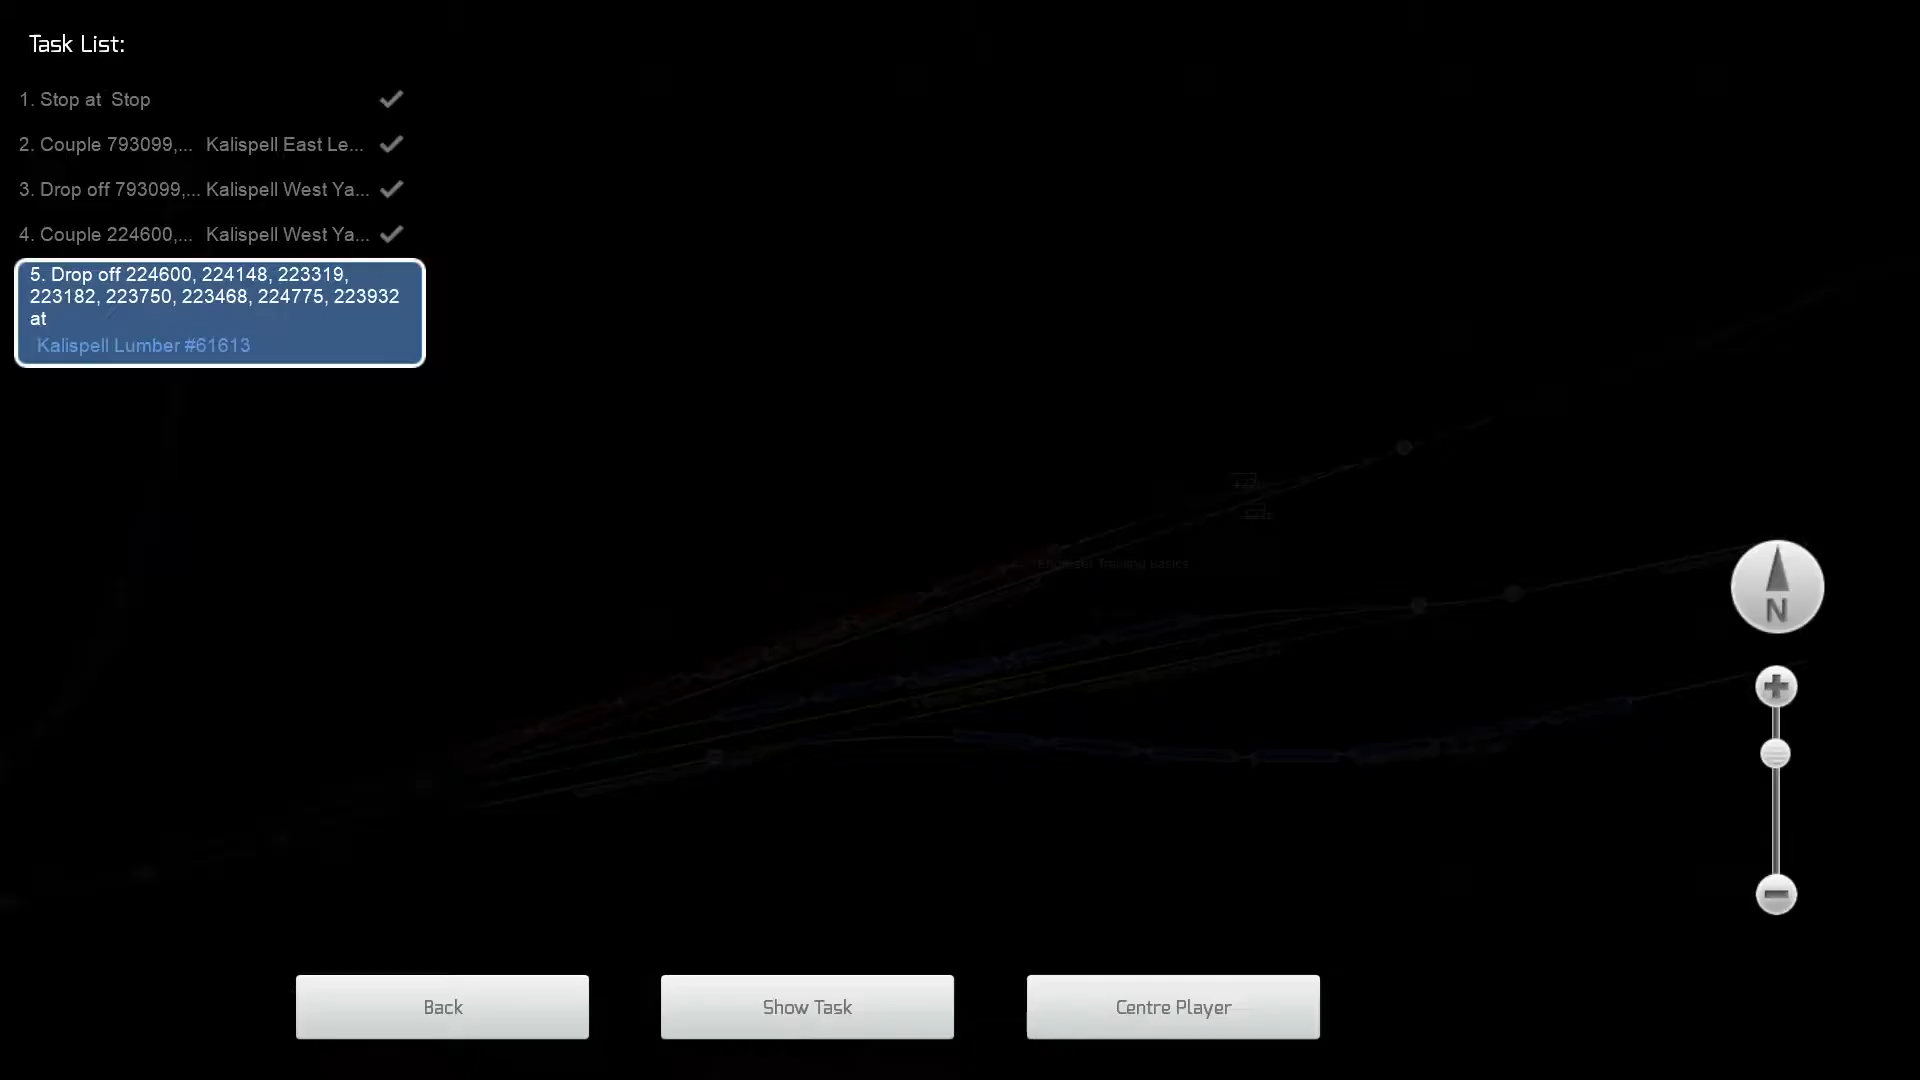 Task List:
1. Stop at  Stop
2. Couple 793099,...  Kalispell East Le...
3. Drop off 793099,... Kalispell West Ya...
4. Couple 224600,...  Kalispell West Ya...
5. Drop off 224600, 224148, 223319,
223182, 223750, 223468, 224775, 223932
at
Kalispell Lumber #61613
Basics
N
Back
Show Task
Centre Player